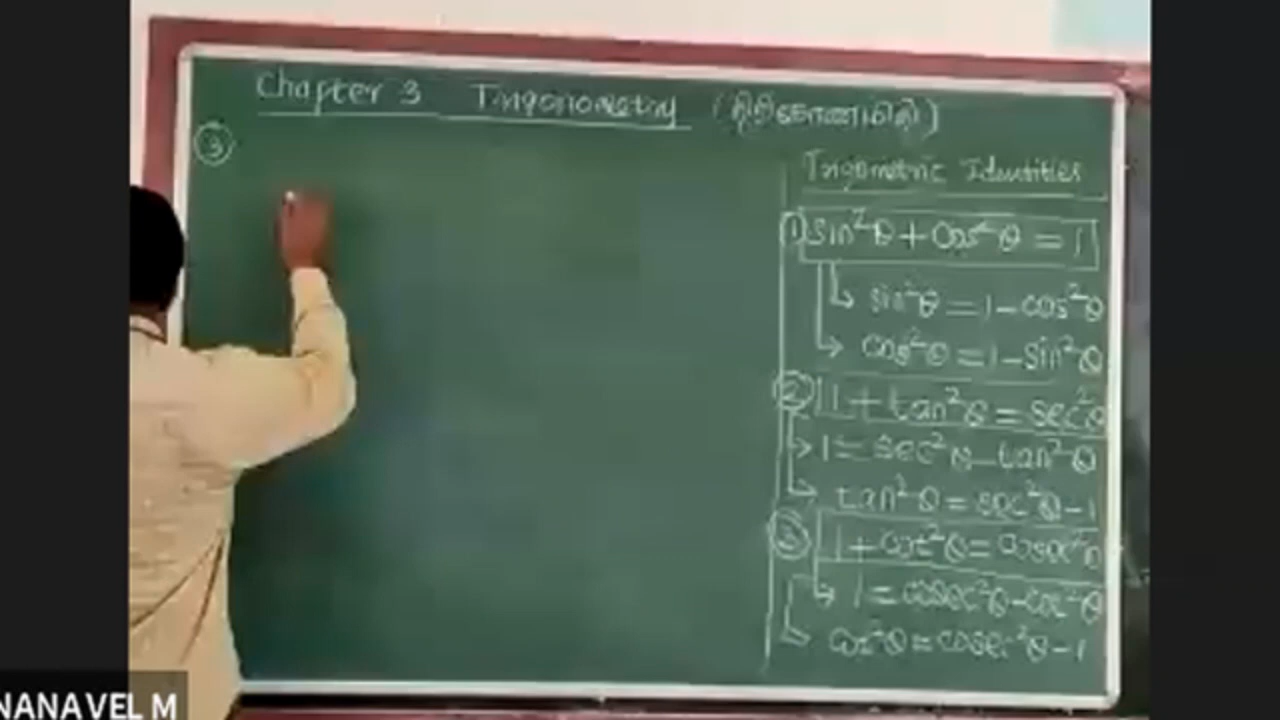 Chapter 3 Trigonometry (திரிகோணமிதி)
③
Trigometric Identities
① sin²θ + cos²θ = 1
↳ sin²θ = 1 - cos²θ
↳ cos²θ = 1 - sin²θ
② 1 + tan²θ = sec²θ
↳ 1 = sec²θ - tan²θ
↳ tan²θ = sec²θ - 1
③ 1 + cot²θ = cosec²θ
↳ 1 = cosec²θ - cot²θ
↳ cot²θ = cosec²θ - 1
NANAVEL M